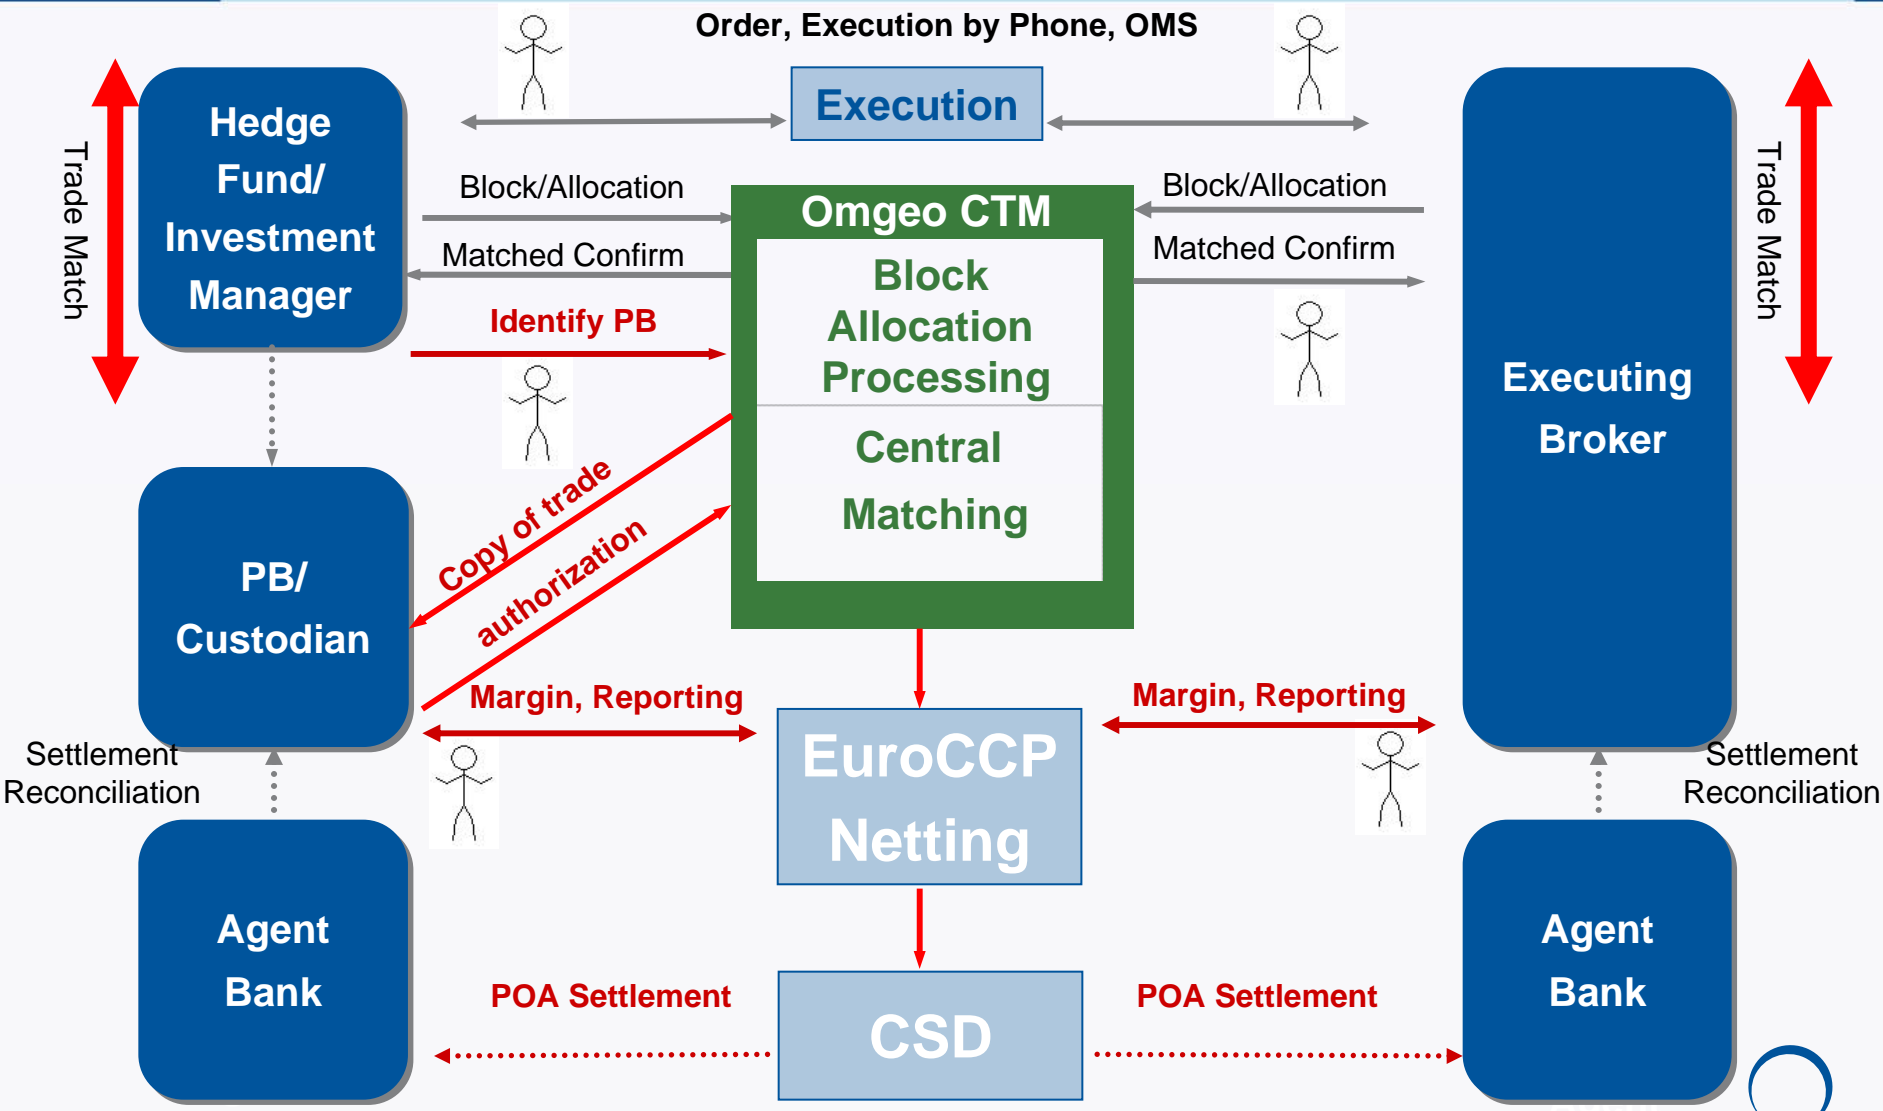 Order, Execution by Phone, OMS
Execution
Hedge
Fund/
Investment
Manager
Trade Match
Block/Allocation
Matched Confirm
Identify PB
Omgeo CTM
Block
Allocation
Processing
Central
Matching
Block/Allocation
Matched Confirm
Executing
Broker
Trade Match
Copy of trade
authorization
PB/
Custodian
Margin, Reporting
EuroCCP
Netting
Margin, Reporting
Settlement
Reconciliation
Settlement
Reconciliation
Agent
Bank
POA Settlement
CSD
POA Settlement
Agent
Bank